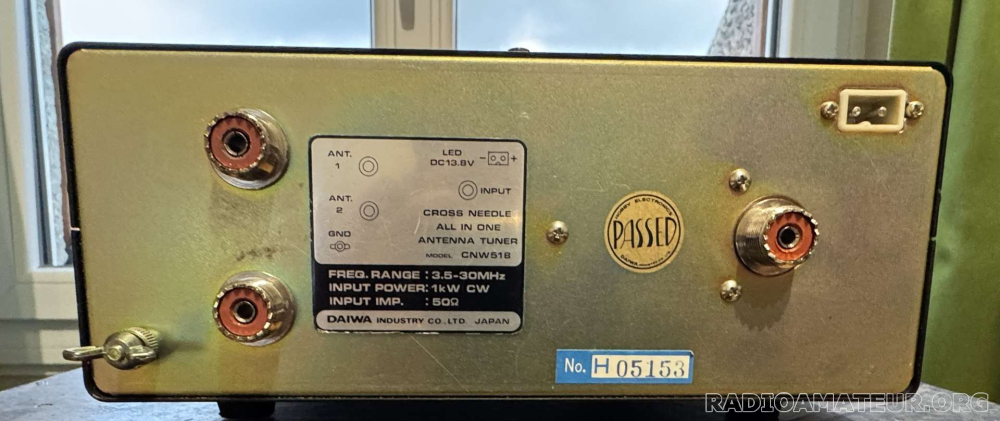 ANT.
1
LED
DC13.8V
- +
INPUT
ANT.
2
GND
CROSS NEEDLE
ALL IN ONE
ANTENNA TUNER
MODEL CNW518
FREQ. RANGE : 3.5-30MHz
INPUT POWER: 1kW CW
INPUT IMP. : 50Ω
DAIWA INDUSTRY CO., LTD. JAPAN
PASSED
No. H 05153
RADIOAMATEUR.ORG